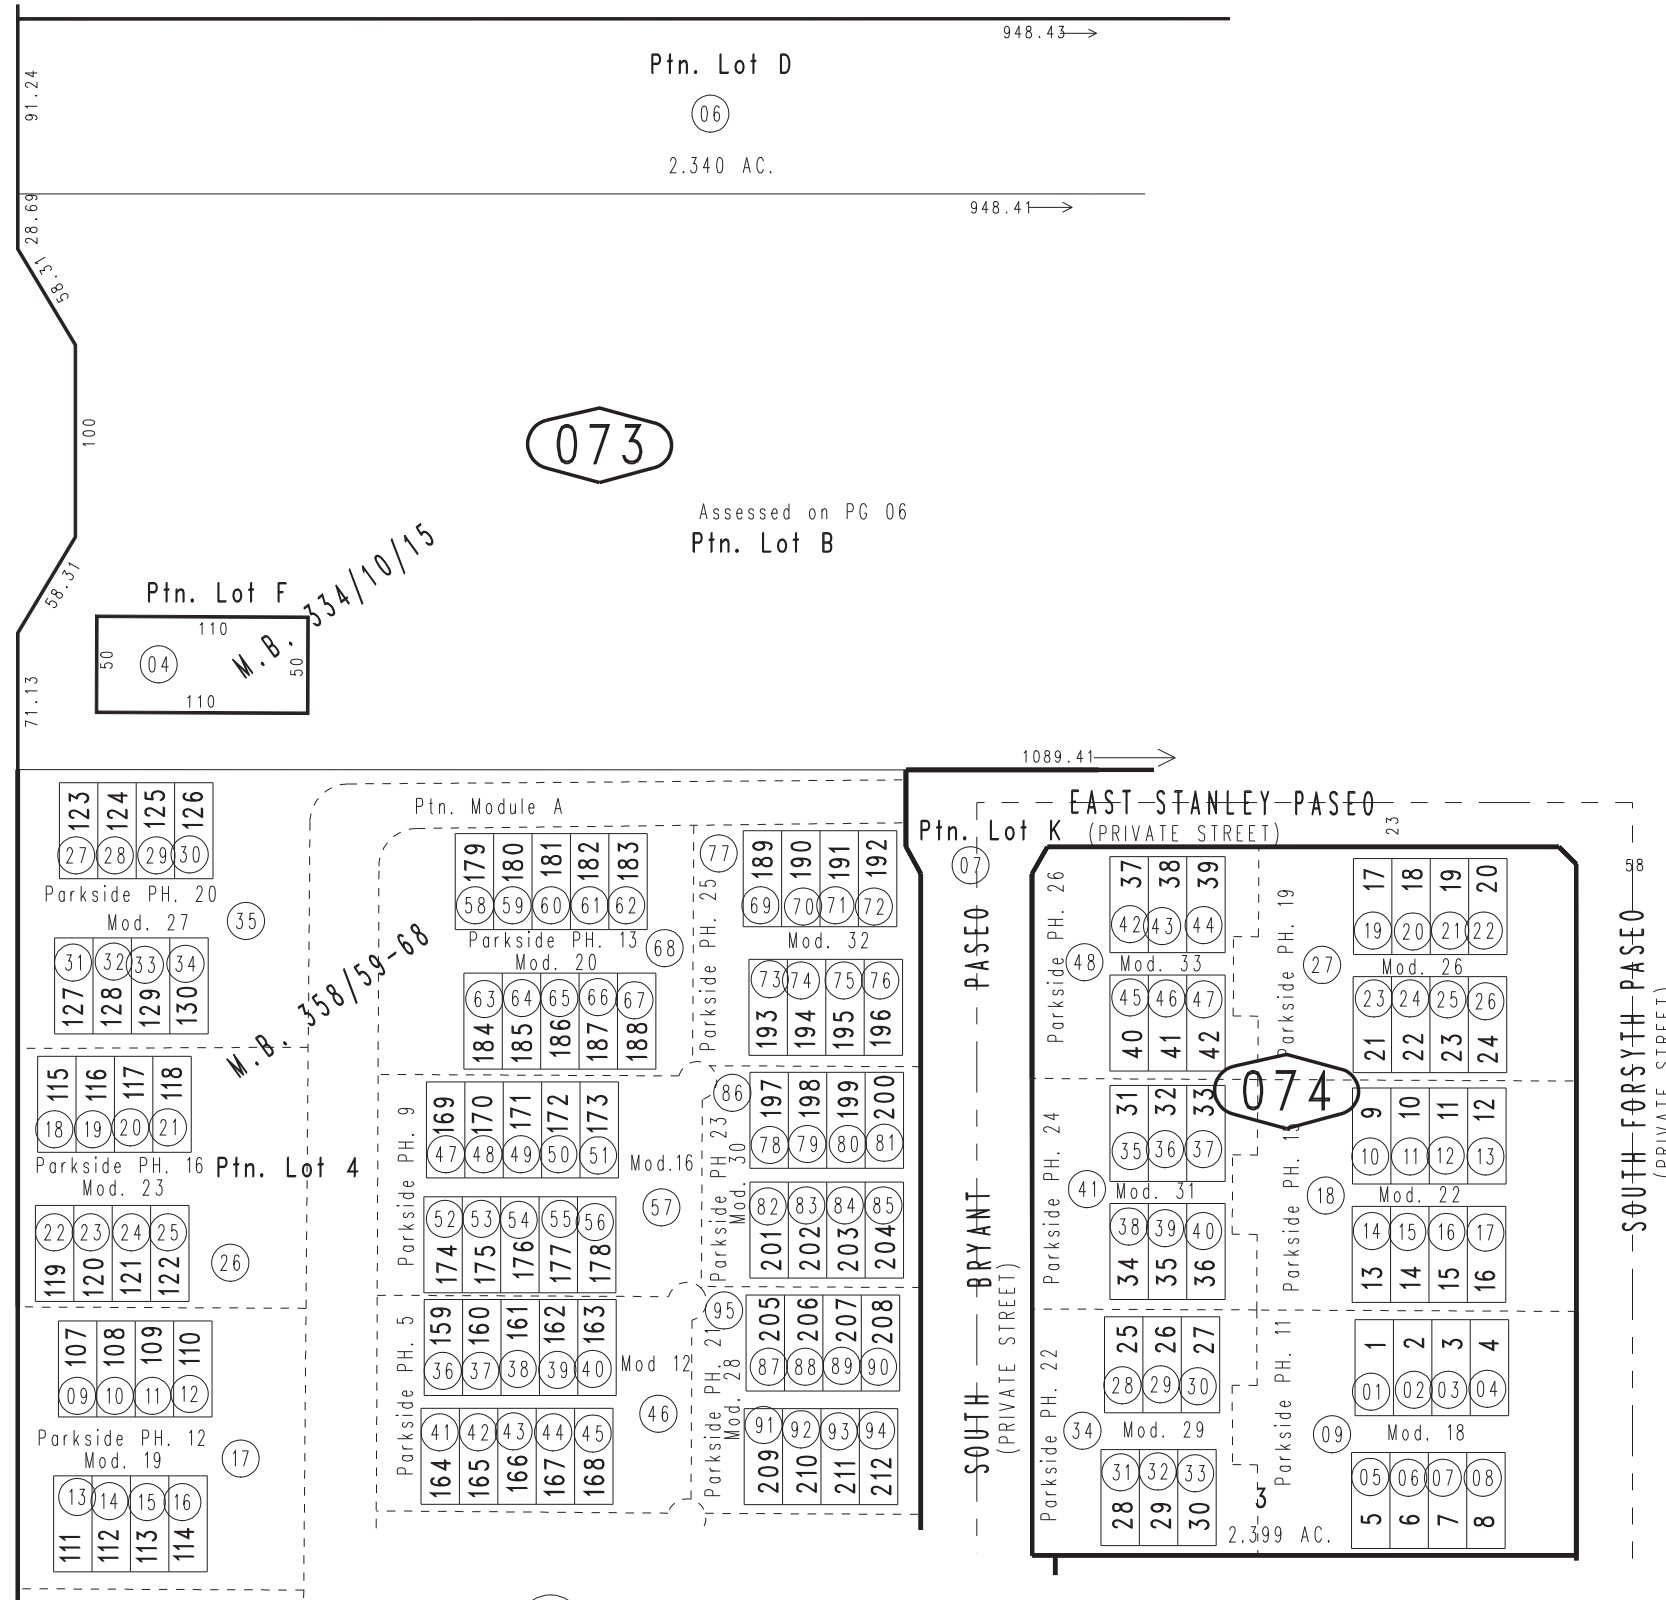 948.43
Ptn. Lot D
91.24
06
2.340 AC.
28.69
948.41
58.31
100
073
Assessed on PG 06
Ptn. Lot B
58.31
M.B. 334/10/15
Ptn. Lot F
110
50
04
50
110
71.13
1089.41
123 124 125 126
27 28 29 30
Parkside PH. 20
Mod. 27
35
31 32 33 34
127 128 129 130
M.B. 358/59-68
115 116 117 118
18 19 20 21
Parkside PH. 16
Mod. 23
Ptn. Lot 4
22 23 24 25
119 120 121 122
26
107 108 109 110
09 10 11 12
Parkside PH. 12
Mod. 19
17
13 14 15 16
111 112 113 114
Ptn. Module A
179 180 181 182 183
58 59 60 61 62
Parkside PH. 13
Mod. 20
68
63 64 65 66 67
184 185 186 187 188
Parkside PH. 9
169 170 171 172 173
47 48 49 50 51
Mod.16
57
52 53 54 55 56
174 175 176 177 178
Parkside PH. 5
159 160 161 162 163
36 37 38 39 40
Mod 12
46
41 42 43 44 45
164 165 166 167 168
77
Parkside PH. 25
189 190 191 192
69 70 71 72
Mod. 32
73 74 75 76
193 194 195 196
86
Parkside PH 23
Mod. 30
197 198 199 200
78 79 80 81
82 83 84 85
201 202 203 204
95
Parkside PH. 21
Mod. 28
205 206 207 208
87 88 89 90
91 92 93 94
209 210 211 212
EAST STANLEY PASEO
(PRIVATE STREET)
23
Ptn. Lot K
07
58
SOUTH BRYANT PASEO
(PRIVATE STREET)
SOUTH FORSYTH PASEO
(PRIVATE STREET)
Parkside PH. 26
37 38 39
42 43 44
48
Mod. 33
45 46 47
40 41 42
Parkside PH. 19
17 18 19 20
19 20 21 22
27
Mod. 26
23 24 25 26
21 22 23 24
074
Parkside PH. 24
31 32 33
35 36 37
41
Mod. 31
38 39 40
34 35 36
Parkside PH.
9 10 11 12
10 11 12 13
18
Mod. 22
14 15 16 17
13 14 15 16
Parkside PH. 22
25 26 27
28 29 30
34
Mod. 29
31 32 33
28 29 30
Parkside PH. 11
1 2 3 4
01 02 03 04
09
Mod. 18
05 06 07 08
5 6 7 8
3
2.399 AC.